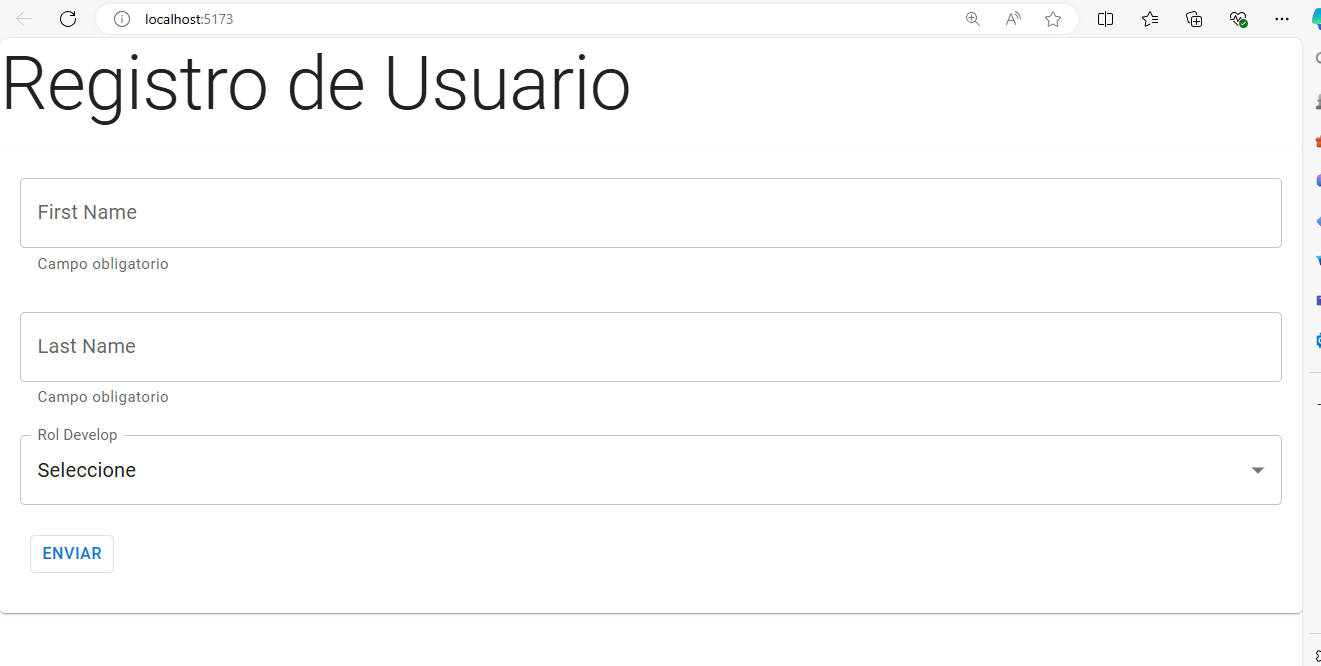 localhost:5173
Registro de Usuario
First Name
Campo obligatorio
Last Name
Campo obligatorio
Rol Develop
Seleccione
ENVIAR